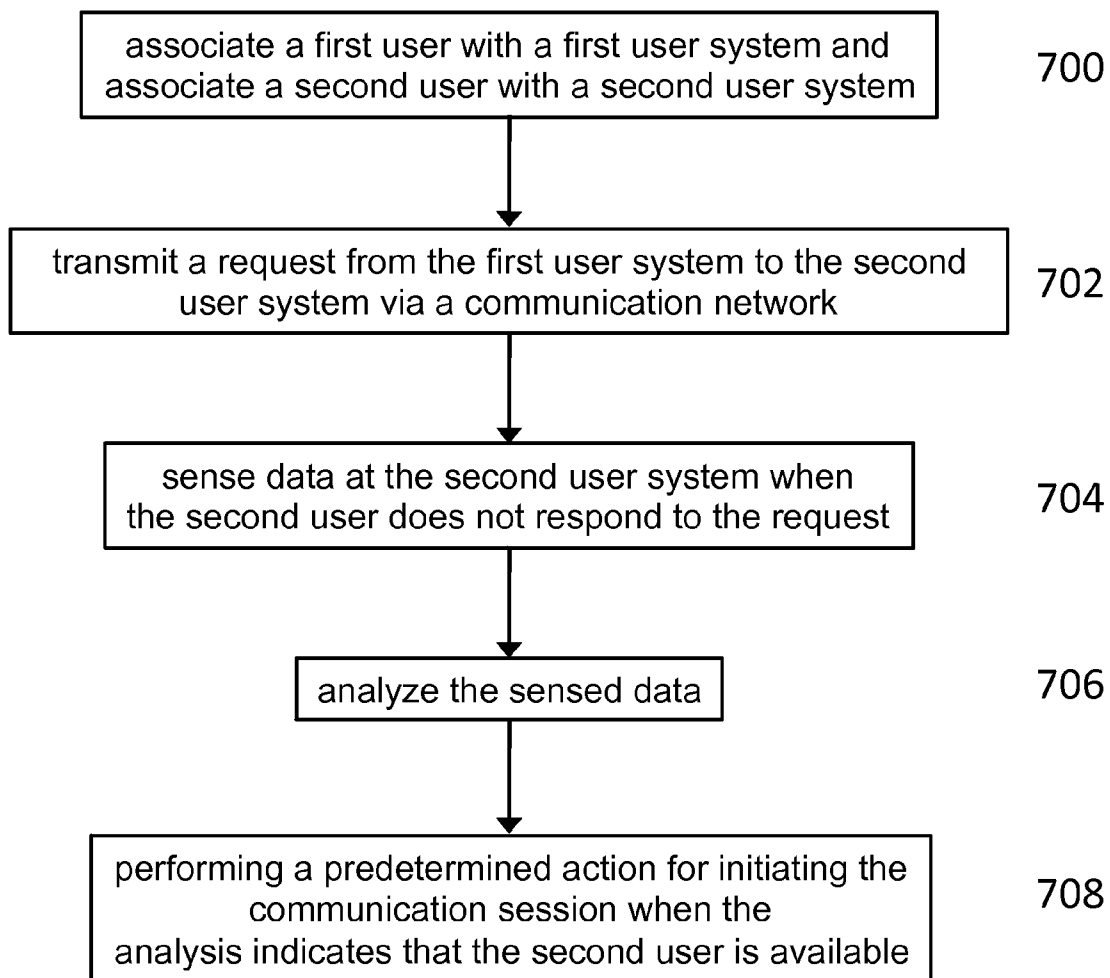 associate a first user with a first user system and
associate a second user with a second user system
700
transmit a request from the first user system to the second
user system via a communication network
702
sense data at the second user system when
the second user does not respond to the request
704
analyze the sensed data
706
performing a predetermined action for initiating the
communication session when the
analysis indicates that the second user is available
708